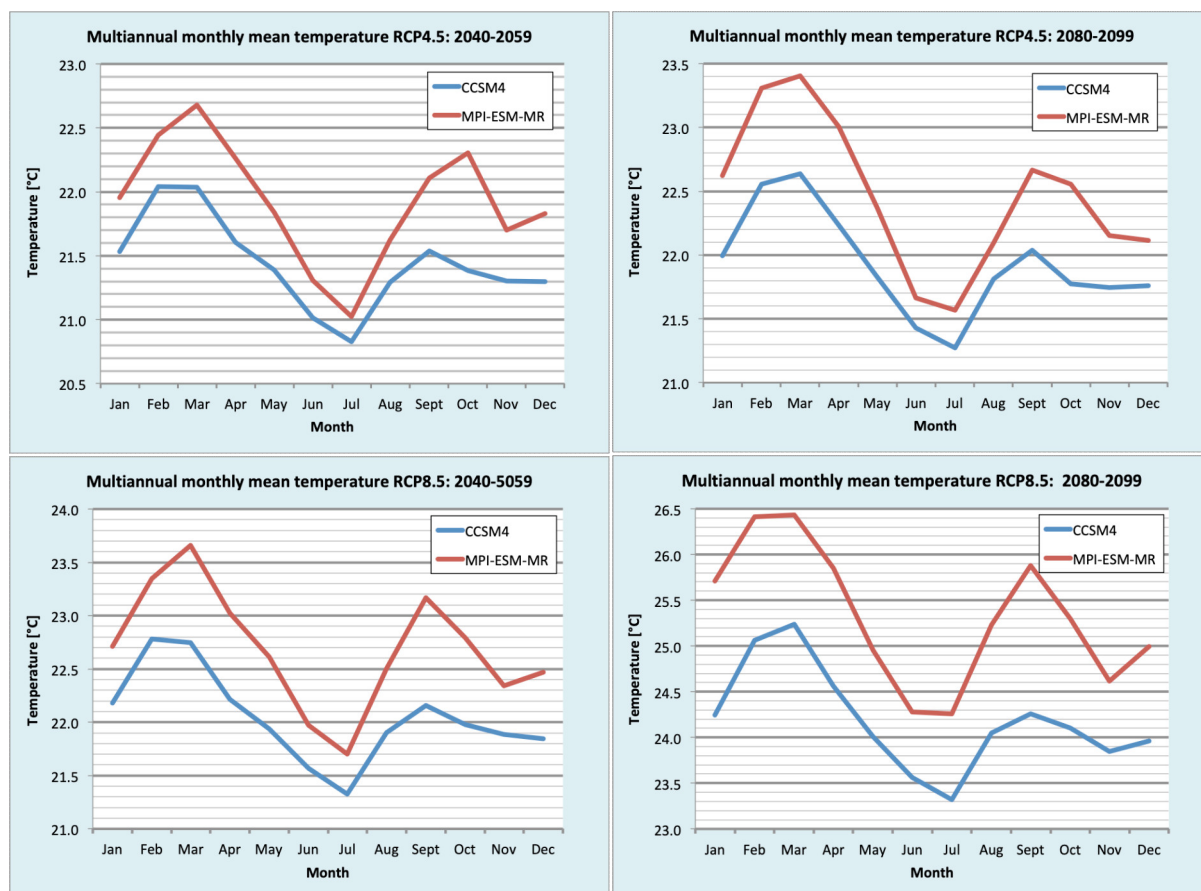 Multiannual monthly mean temperature RCP4.5: 2040-2059
23.0
22.5
22.0
21.5
21.0
20.5
Temperature [°C]
CCSM4
MPI-ESM-MR
Jan Feb Mar Apr May Jun Jul Aug Sept Oct Nov Dec
Month
Multiannual monthly mean temperature RCP4.5: 2080-2099
23.5
23.0
22.5
22.0
21.5
21.0
Temperature [°C]
CCSM4
MPI-ESM-MR
Jan Feb Mar Apr May Jun Jul Aug Sept Oct Nov Dec
Month
Multiannual monthly mean temperature RCP8.5: 2040-5059
24.0
23.5
23.0
22.5
22.0
21.5
21.0
Temperature [°C]
CCSM4
MPI-ESM-MR
Jan Feb Mar Apr May Jun Jul Aug Sept Oct Nov Dec
Month
Multiannual monthly mean temperature RCP8.5: 2080-2099
26.5
26.0
25.5
25.0
24.5
24.0
23.5
23.0
Temperature [°C]
CCSM4
MPI-ESM-MR
Jan Feb Mar Apr May Jun Jul Aug Sept Oct Nov Dec
Month